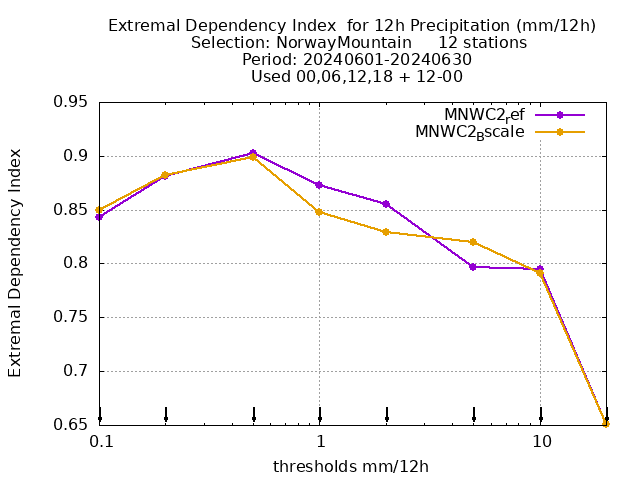 Extremal Dependency Index  for 12h Precipitation (mm/12h)
Selection: NorwayMountain     12 stations
Period: 20240601-20240630
Used 00,06,12,18 + 12-00
MNWC2ref
MNWC2Bscale
0.95
0.9
0.85
0.8
0.75
0.7
0.65
Extremal Dependency Index
0.1
1
10
thresholds mm/12h